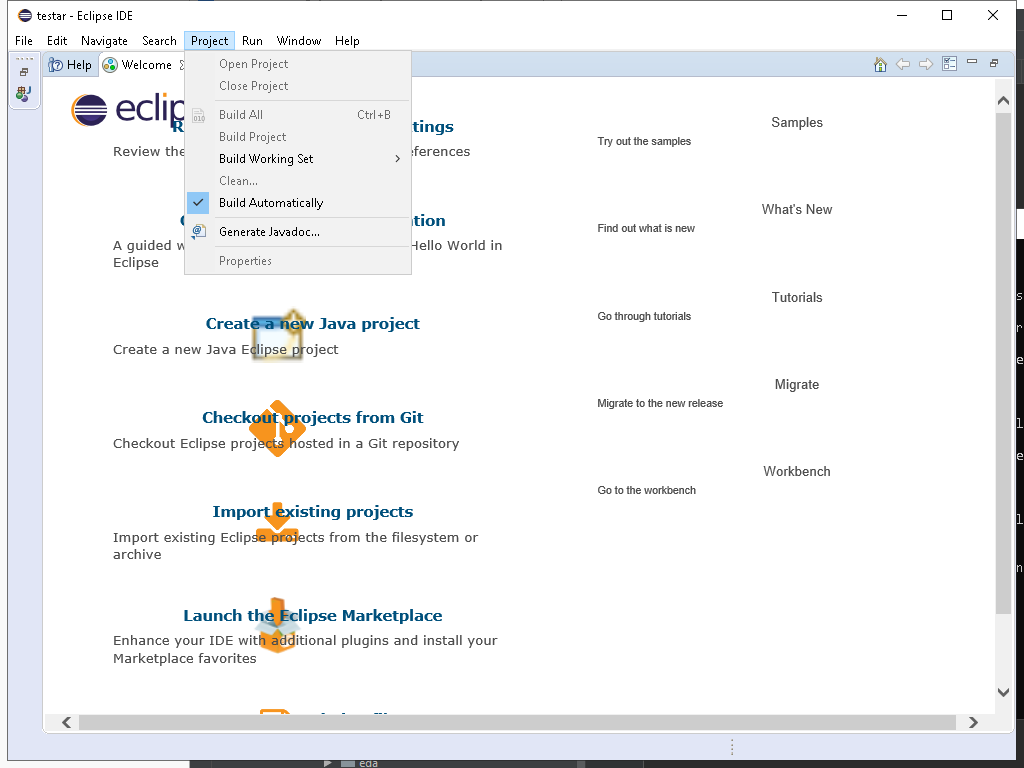 testar - Eclipse IDE
File Edit Navigate Search Project Run Window Help
Help Welcome
Open Project
Close Project
Build All Ctrl+B
Build Project
Build Working Set
Clean...
Build Automatically
Generate Javadoc...
Properties
eclip
R tings
Review the eferences
ion
A guided w Hello World in
Eclipse
Create a new Java project
Create a new Java Eclipse project
Checkout projects from Git
Checkout Eclipse projects hosted in a Git repository
Import existing projects
Import existing Eclipse projects from the filesystem or
archive
Launch the Eclipse Marketplace
Enhance your IDE with additional plugins and install your
Marketplace favorites
Samples
Try out the samples
What's New
Find out what is new
Tutorials
Go through tutorials
Migrate
Migrate to the new release
Workbench
Go to the workbench
eda